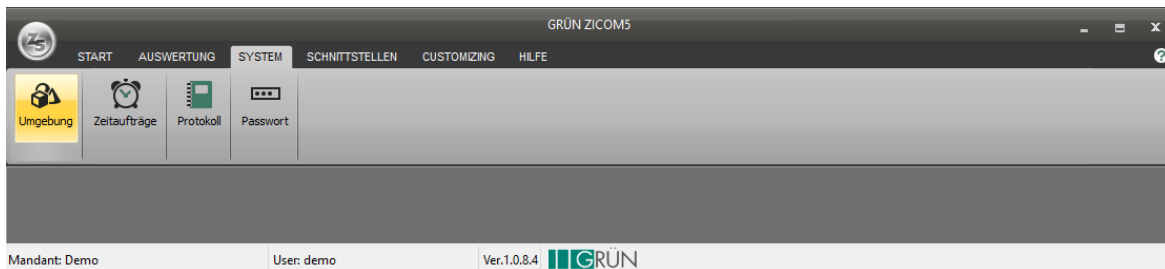 GRÜN ZICOM5
Z5
START AUSWERTUNG SYSTEM SCHNITTSTELLEN CUSTOMIZING HILFE
Umgebung Zeitaufträge Protokoll Passwort
Mandant: Demo User: demo Ver.1.0.8.4 GRÜN